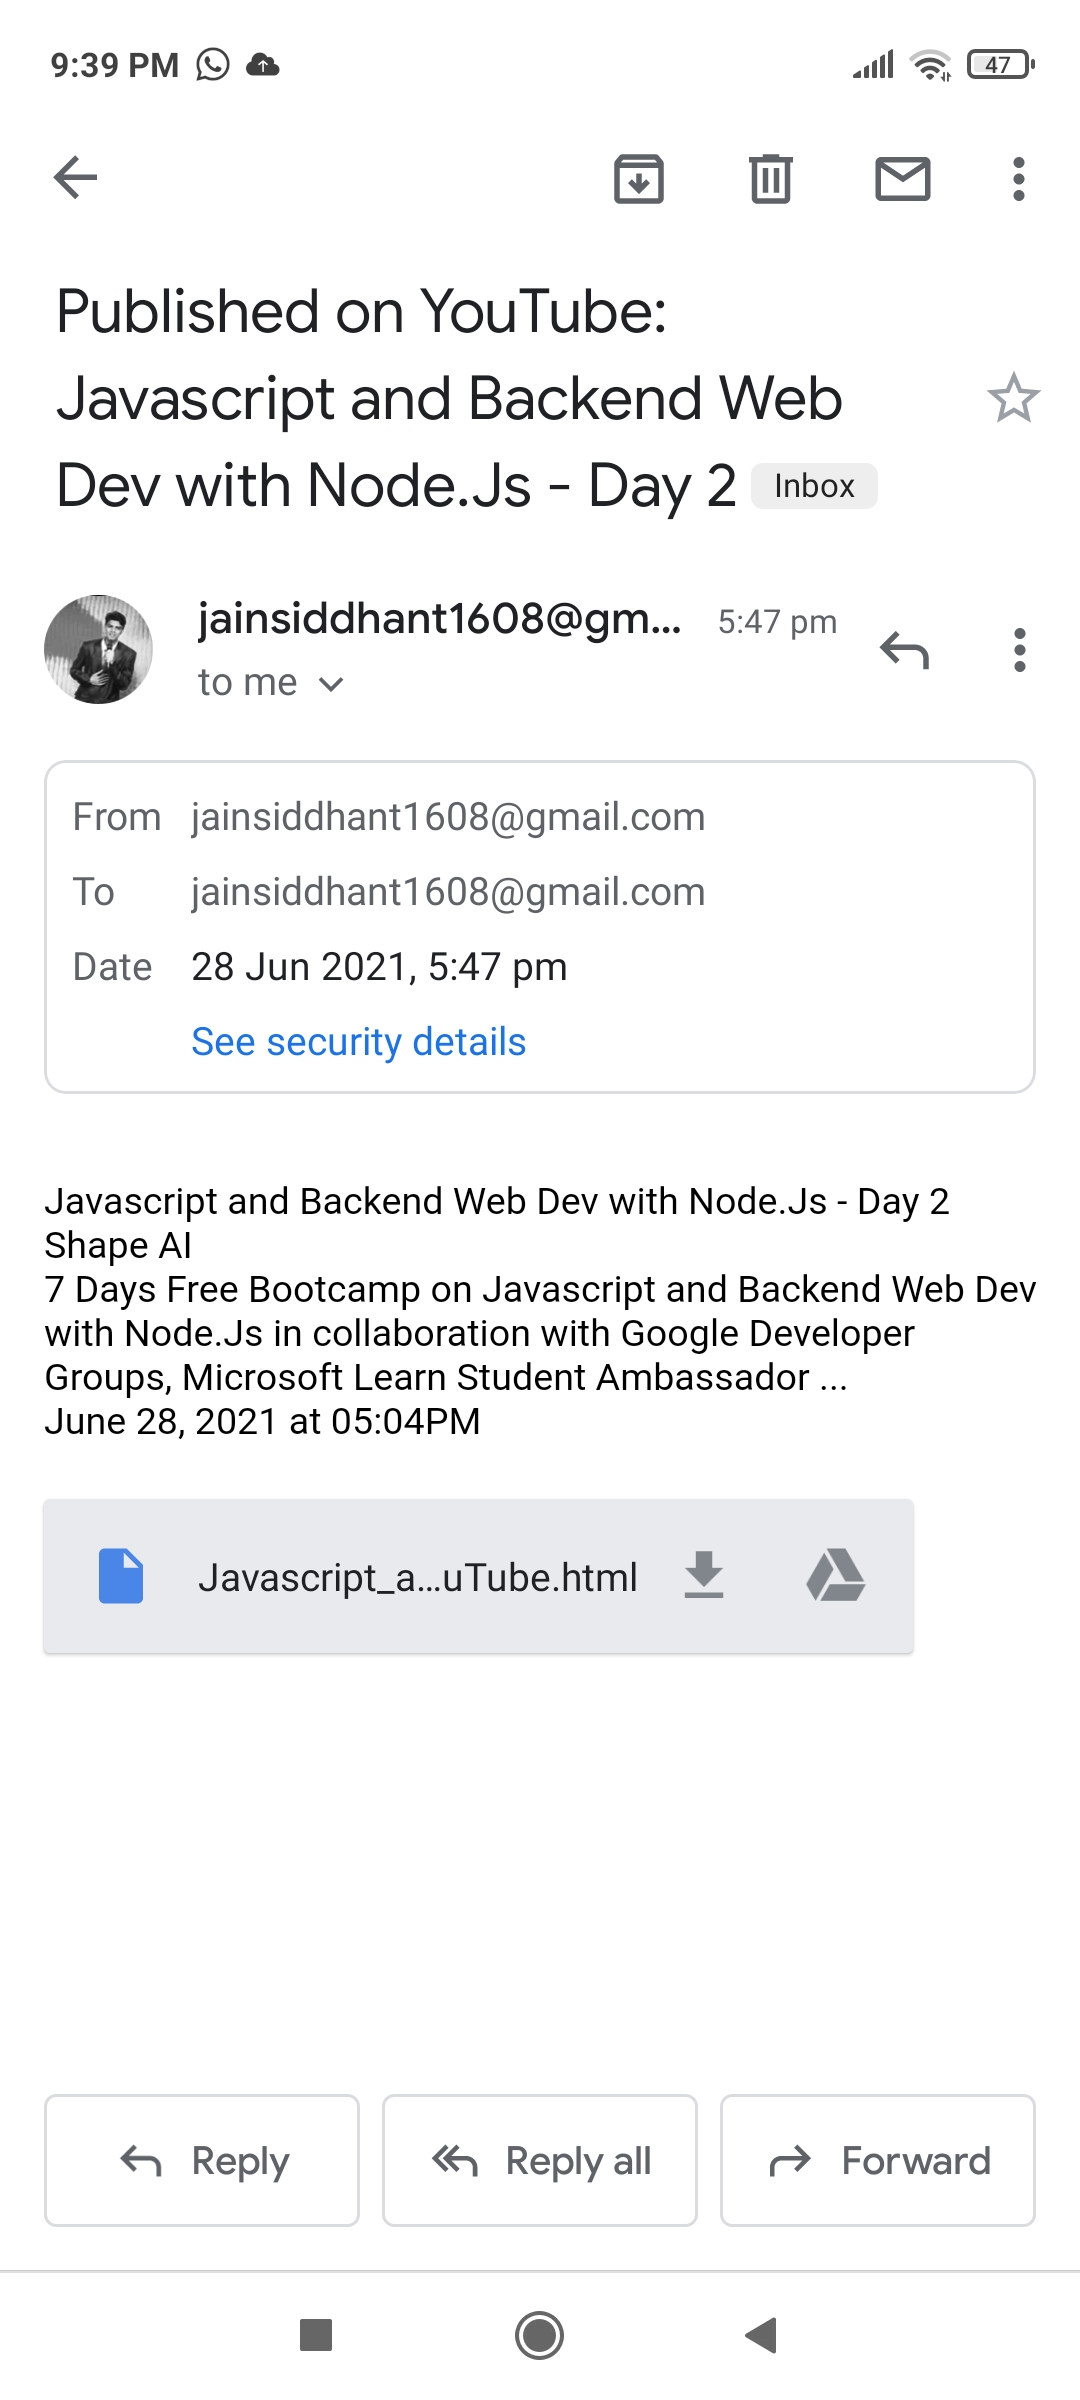 9:39 PM
47
Published on YouTube:
Javascript and Backend Web
Dev with Node.Js - Day 2 Inbox
jainsiddhant1608@gm... 5:47 pm
to me
From jainsiddhant1608@gmail.com
To jainsiddhant1608@gmail.com
Date 28 Jun 2021, 5:47 pm
See security details
Javascript and Backend Web Dev with Node.Js - Day 2
Shape AI
7 Days Free Bootcamp on Javascript and Backend Web Dev
with Node.Js in collaboration with Google Developer
Groups, Microsoft Learn Student Ambassador ...
June 28, 2021 at 05:04PM
Javascript_a...uTube.html
Reply Reply all Forward